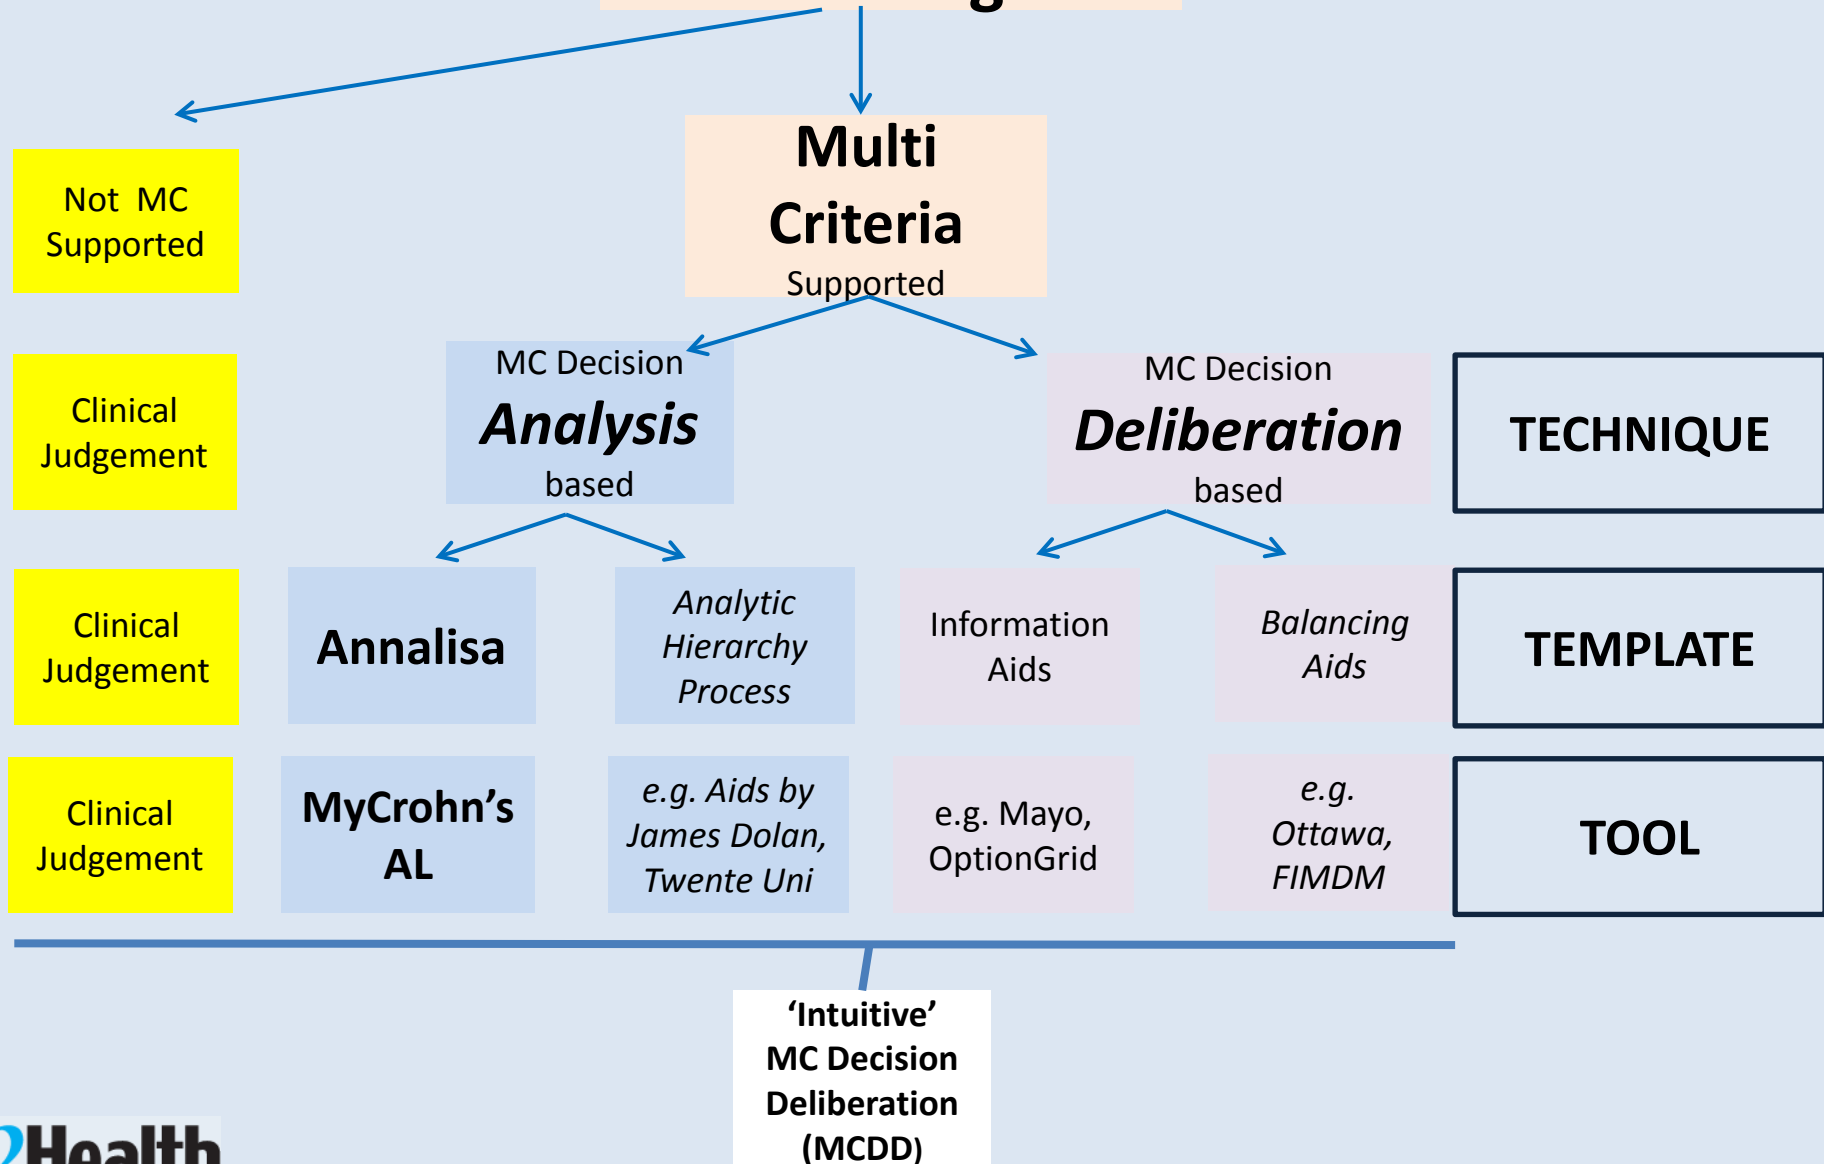 Not MC
Supported
Multi
Criteria
Supported
Clinical
Judgement
MC Decision
Analysis
based
MC Decision
Deliberation
based
TECHNIQUE
Clinical
Judgement
Annalisa
Analytic
Hierarchy
Process
Information
Aids
Balancing
Aids
TEMPLATE
Clinical
Judgement
MyCrohn’s
AL
e.g. Aids by
James Dolan,
Twente Uni
e.g. Mayo,
OptionGrid
e.g.
Ottawa,
FIMDM
TOOL
‘Intuitive’
MC Decision
Deliberation
(MCDD)
2Health